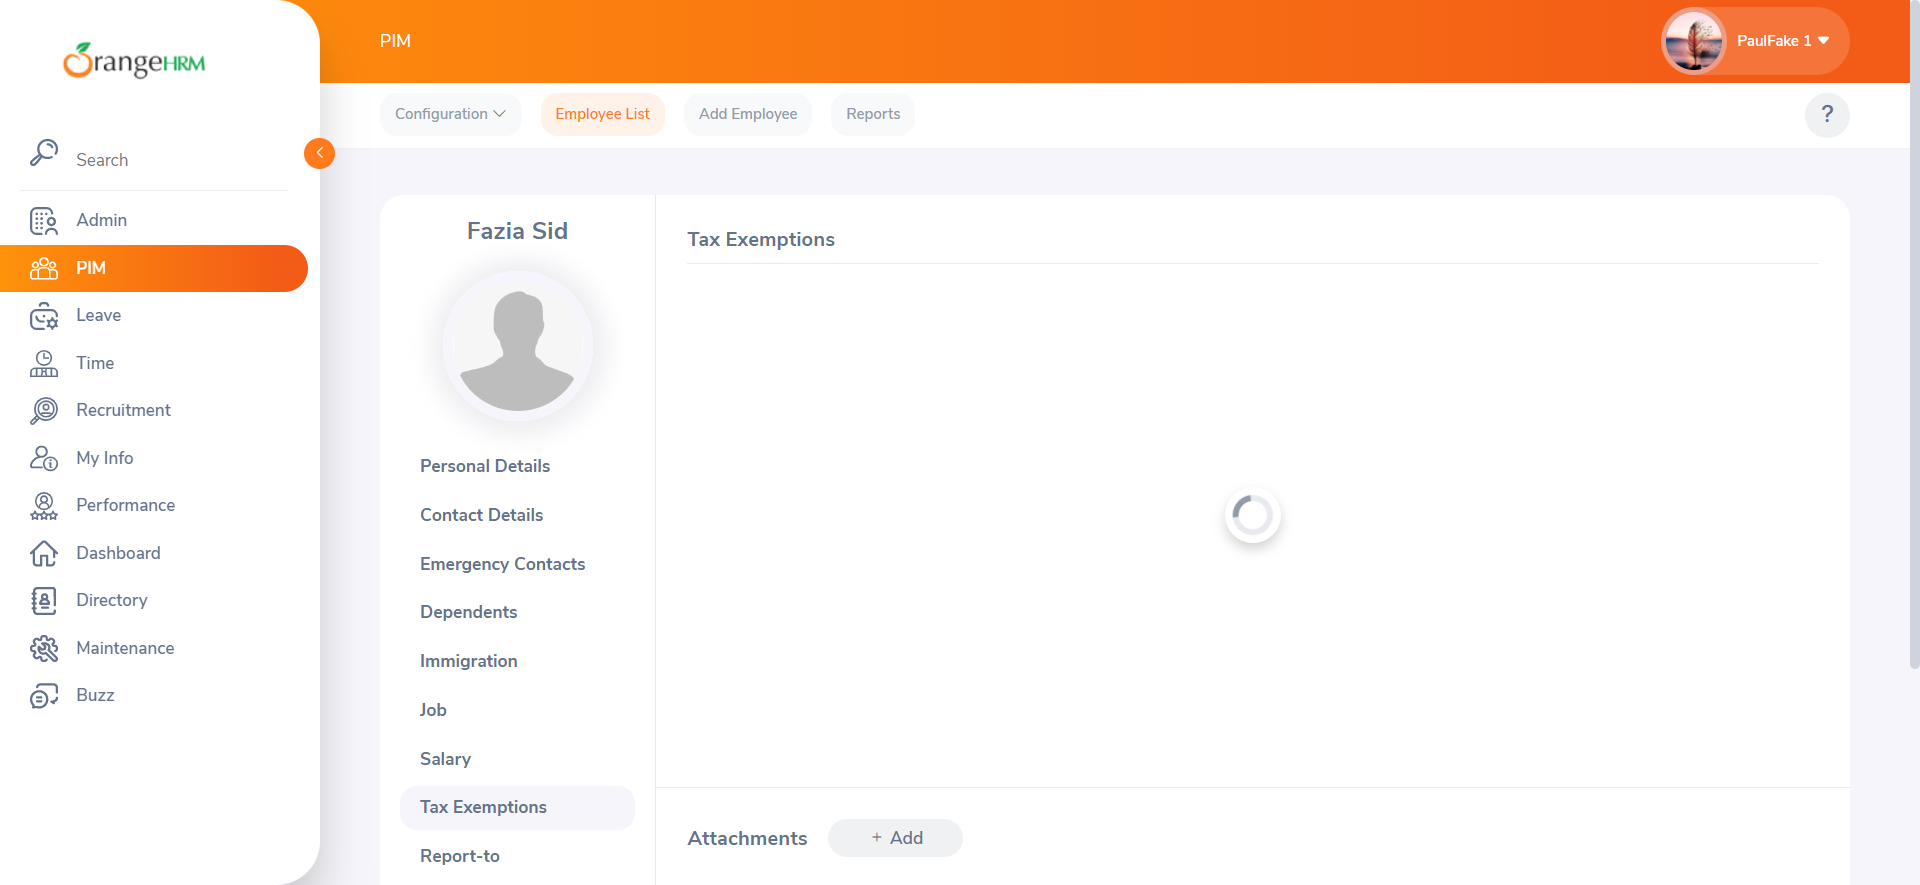 OrangeHRM
Search
Admin
PIM
Leave
Time
Recruitment
My Info
Performance
Dashboard
Directory
Maintenance
Buzz
PIM
PaulFake 1
Configuration
Employee List
Add Employee
Reports
?
Fazia Sid
Personal Details
Contact Details
Emergency Contacts
Dependents
Immigration
Job
Salary
Tax Exemptions
Report-to
Tax Exemptions
Attachments
+ Add